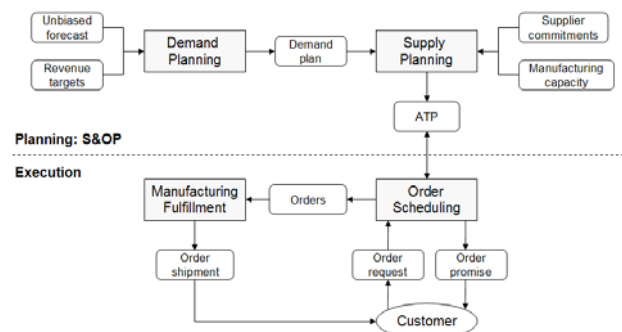 Unbiased
forecast
Revenue
targets
Demand
Planning
Demand
plan
Supply
Planning
Supplier
commitments
Manufacturing
capacity
ATP
Planning: S&OP
Execution
Manufacturing
Fulfillment
Orders
Order
Scheduling
Order
shipment
Order
request
Order
promise
Customer